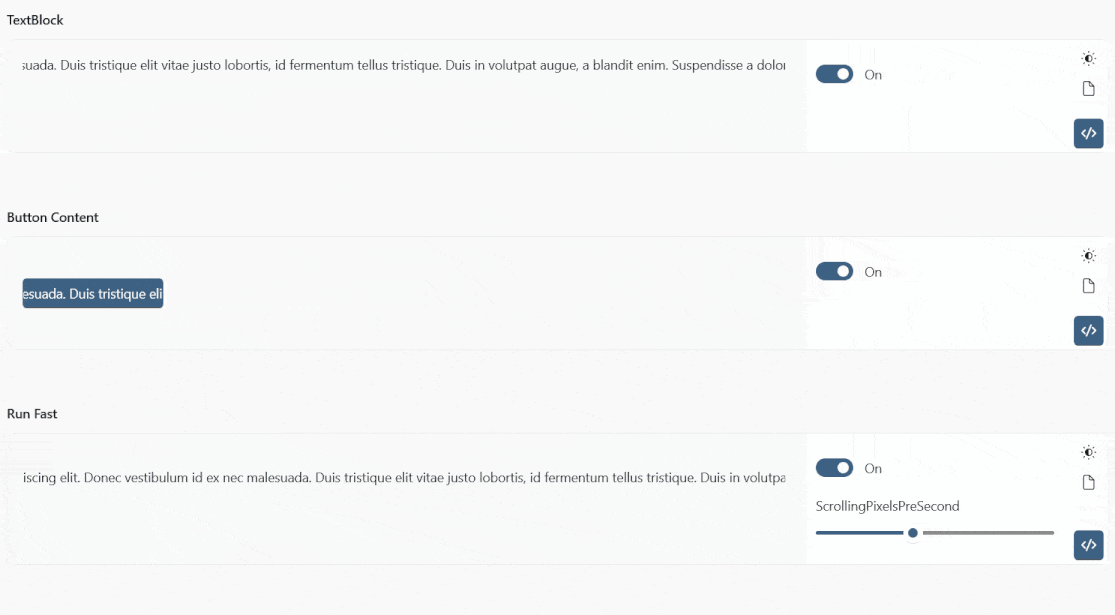 TextBlock
suada. Duis tristique elit vitae justo lobortis, id fermentum tellus tristique. Duis in volutpat augue, a blandit enim. Suspendisse a dolor
On
Button Content
esuada. Duis tristique eli
On
Run Fast
iscing elit. Donec vestibulum id ex nec malesuada. Duis tristique elit vitae justo lobortis, id fermentum tellus tristique. Duis in volutpa
On
ScrollingPixelsPreSecond